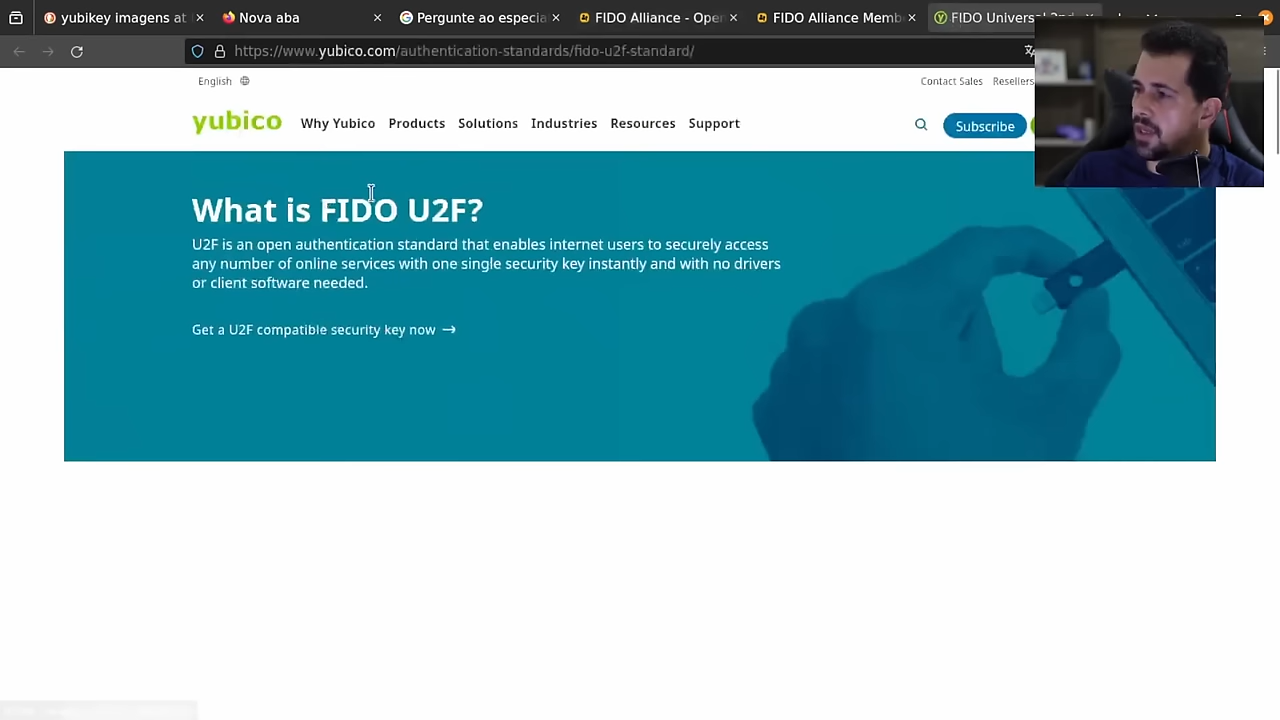 yubikey imagens at
Nova aba
Pergunte ao especia
FIDO Alliance - Open
FIDO Alliance Memb
FIDO Universal 2nd
https://www.yubico.com/authentication-standards/fido-u2f-standard/
English
Contact Sales
Resellers
yubico
Why Yubico
Products
Solutions
Industries
Resources
Support
Subscribe
What is FIDO U2F?
U2F is an open authentication standard that enables internet users to securely access
any number of online services with one single security key instantly and with no drivers
or client software needed.
Get a U2F compatible security key now →